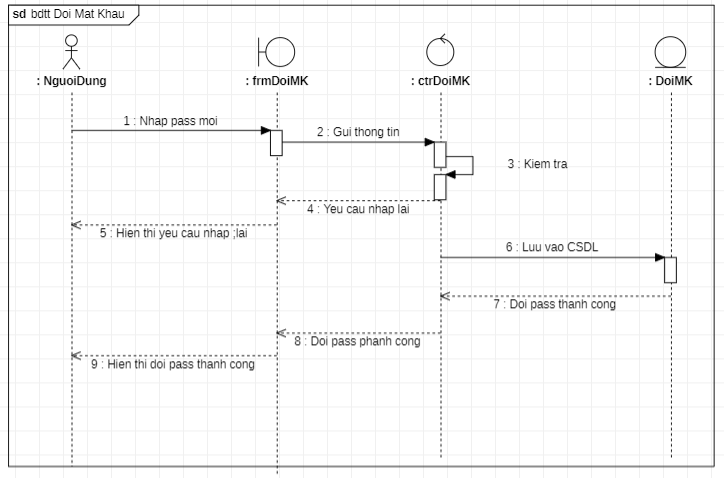 sd bdtt Doi Mat Khau
: NguoiDung
: frmDoiMK
: ctrDoiMK
: DoiMK
1 : Nhap pass moi
2 : Gui thong tin
3 : Kiem tra
4 : Yeu cau nhap lai
5 : Hien thi yeu cau nhap ;lai
6 : Luu vao CSDL
7 : Doi pass thanh cong
8 : Doi pass phanh cong
9 : Hien thi doi pass thanh cong